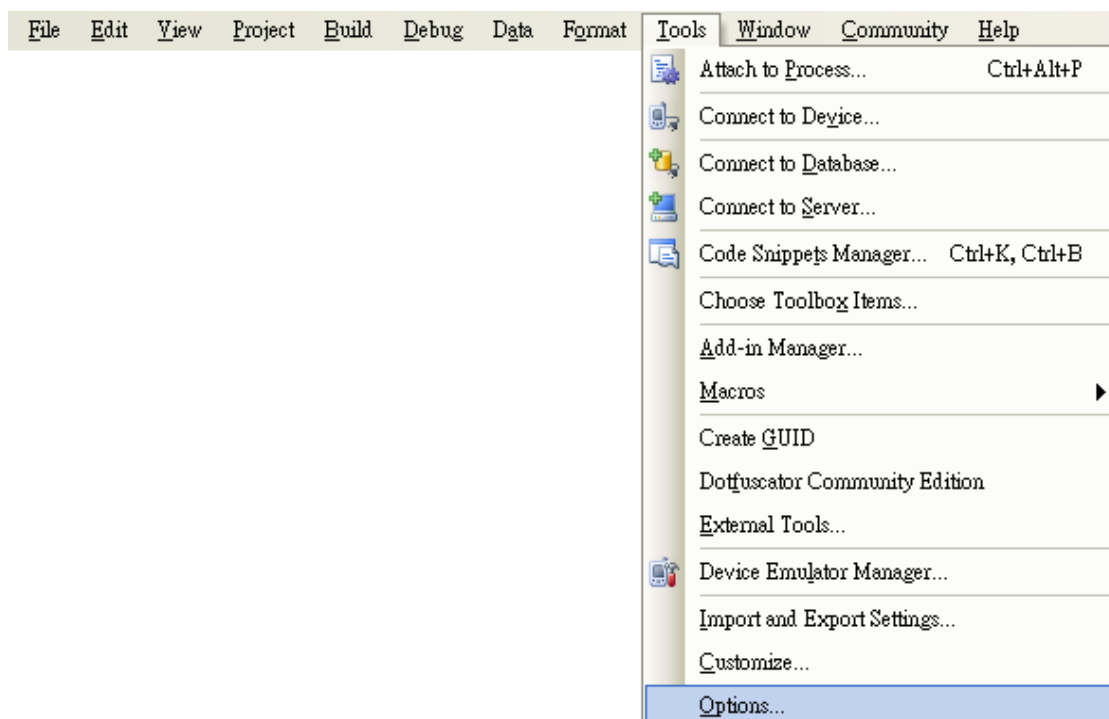 File Edit View Project Build Debug Data Format Tools Window Community Help
Attach to Process... Ctrl+Alt+P
Connect to Device...
Connect to Database...
Connect to Server...
Code Snippets Manager... Ctrl+K, Ctrl+B
Choose Toolbox Items...
Add-in Manager...
Macros
Create GUID
Dotfuscator Community Edition
External Tools...
Device Emulator Manager...
Import and Export Settings...
Customize...
Options...